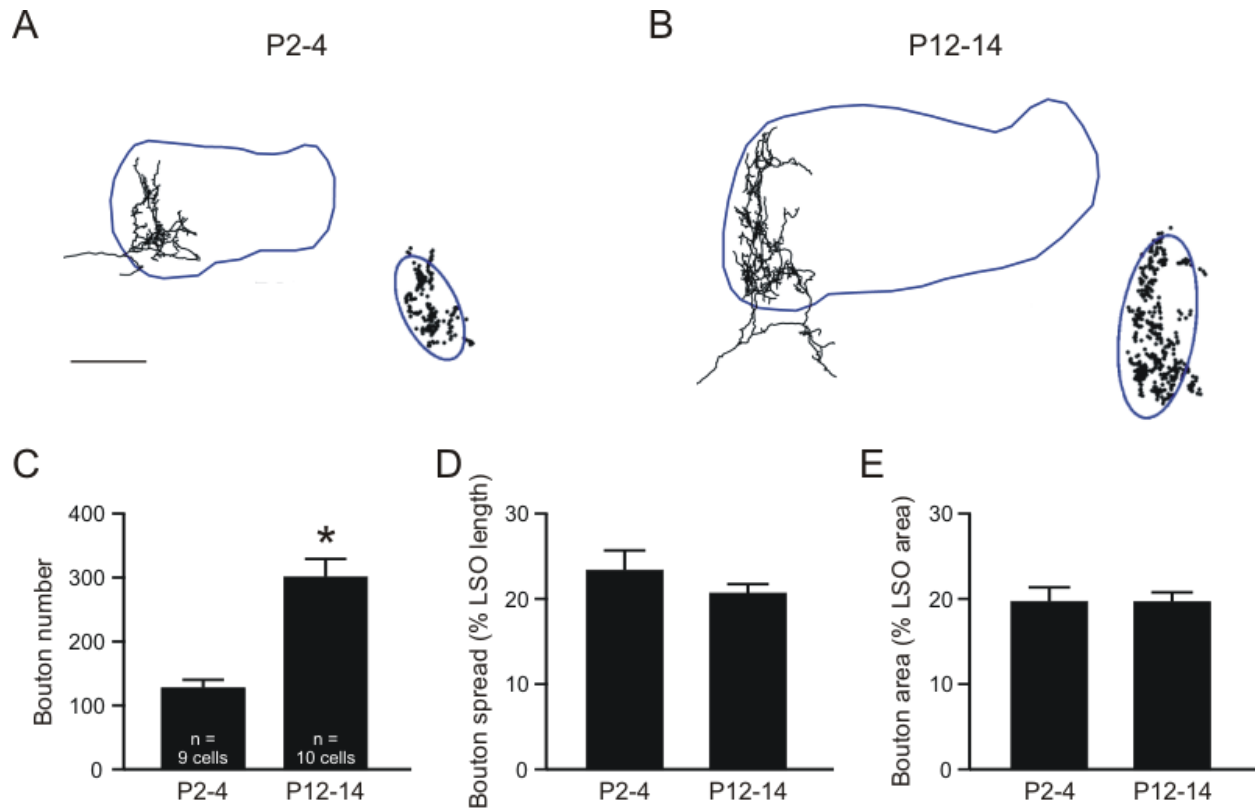 A
P2-4
B
P12-14
C
Bouton number
400
300
200
100
0
*
n =
9 cells
n =
10 cells
P2-4
P12-14
D
Bouton spread (% LSO length)
30
20
10
0
P2-4
P12-14
E
Bouton area (% LSO area)
30
20
10
0
P2-4
P12-14